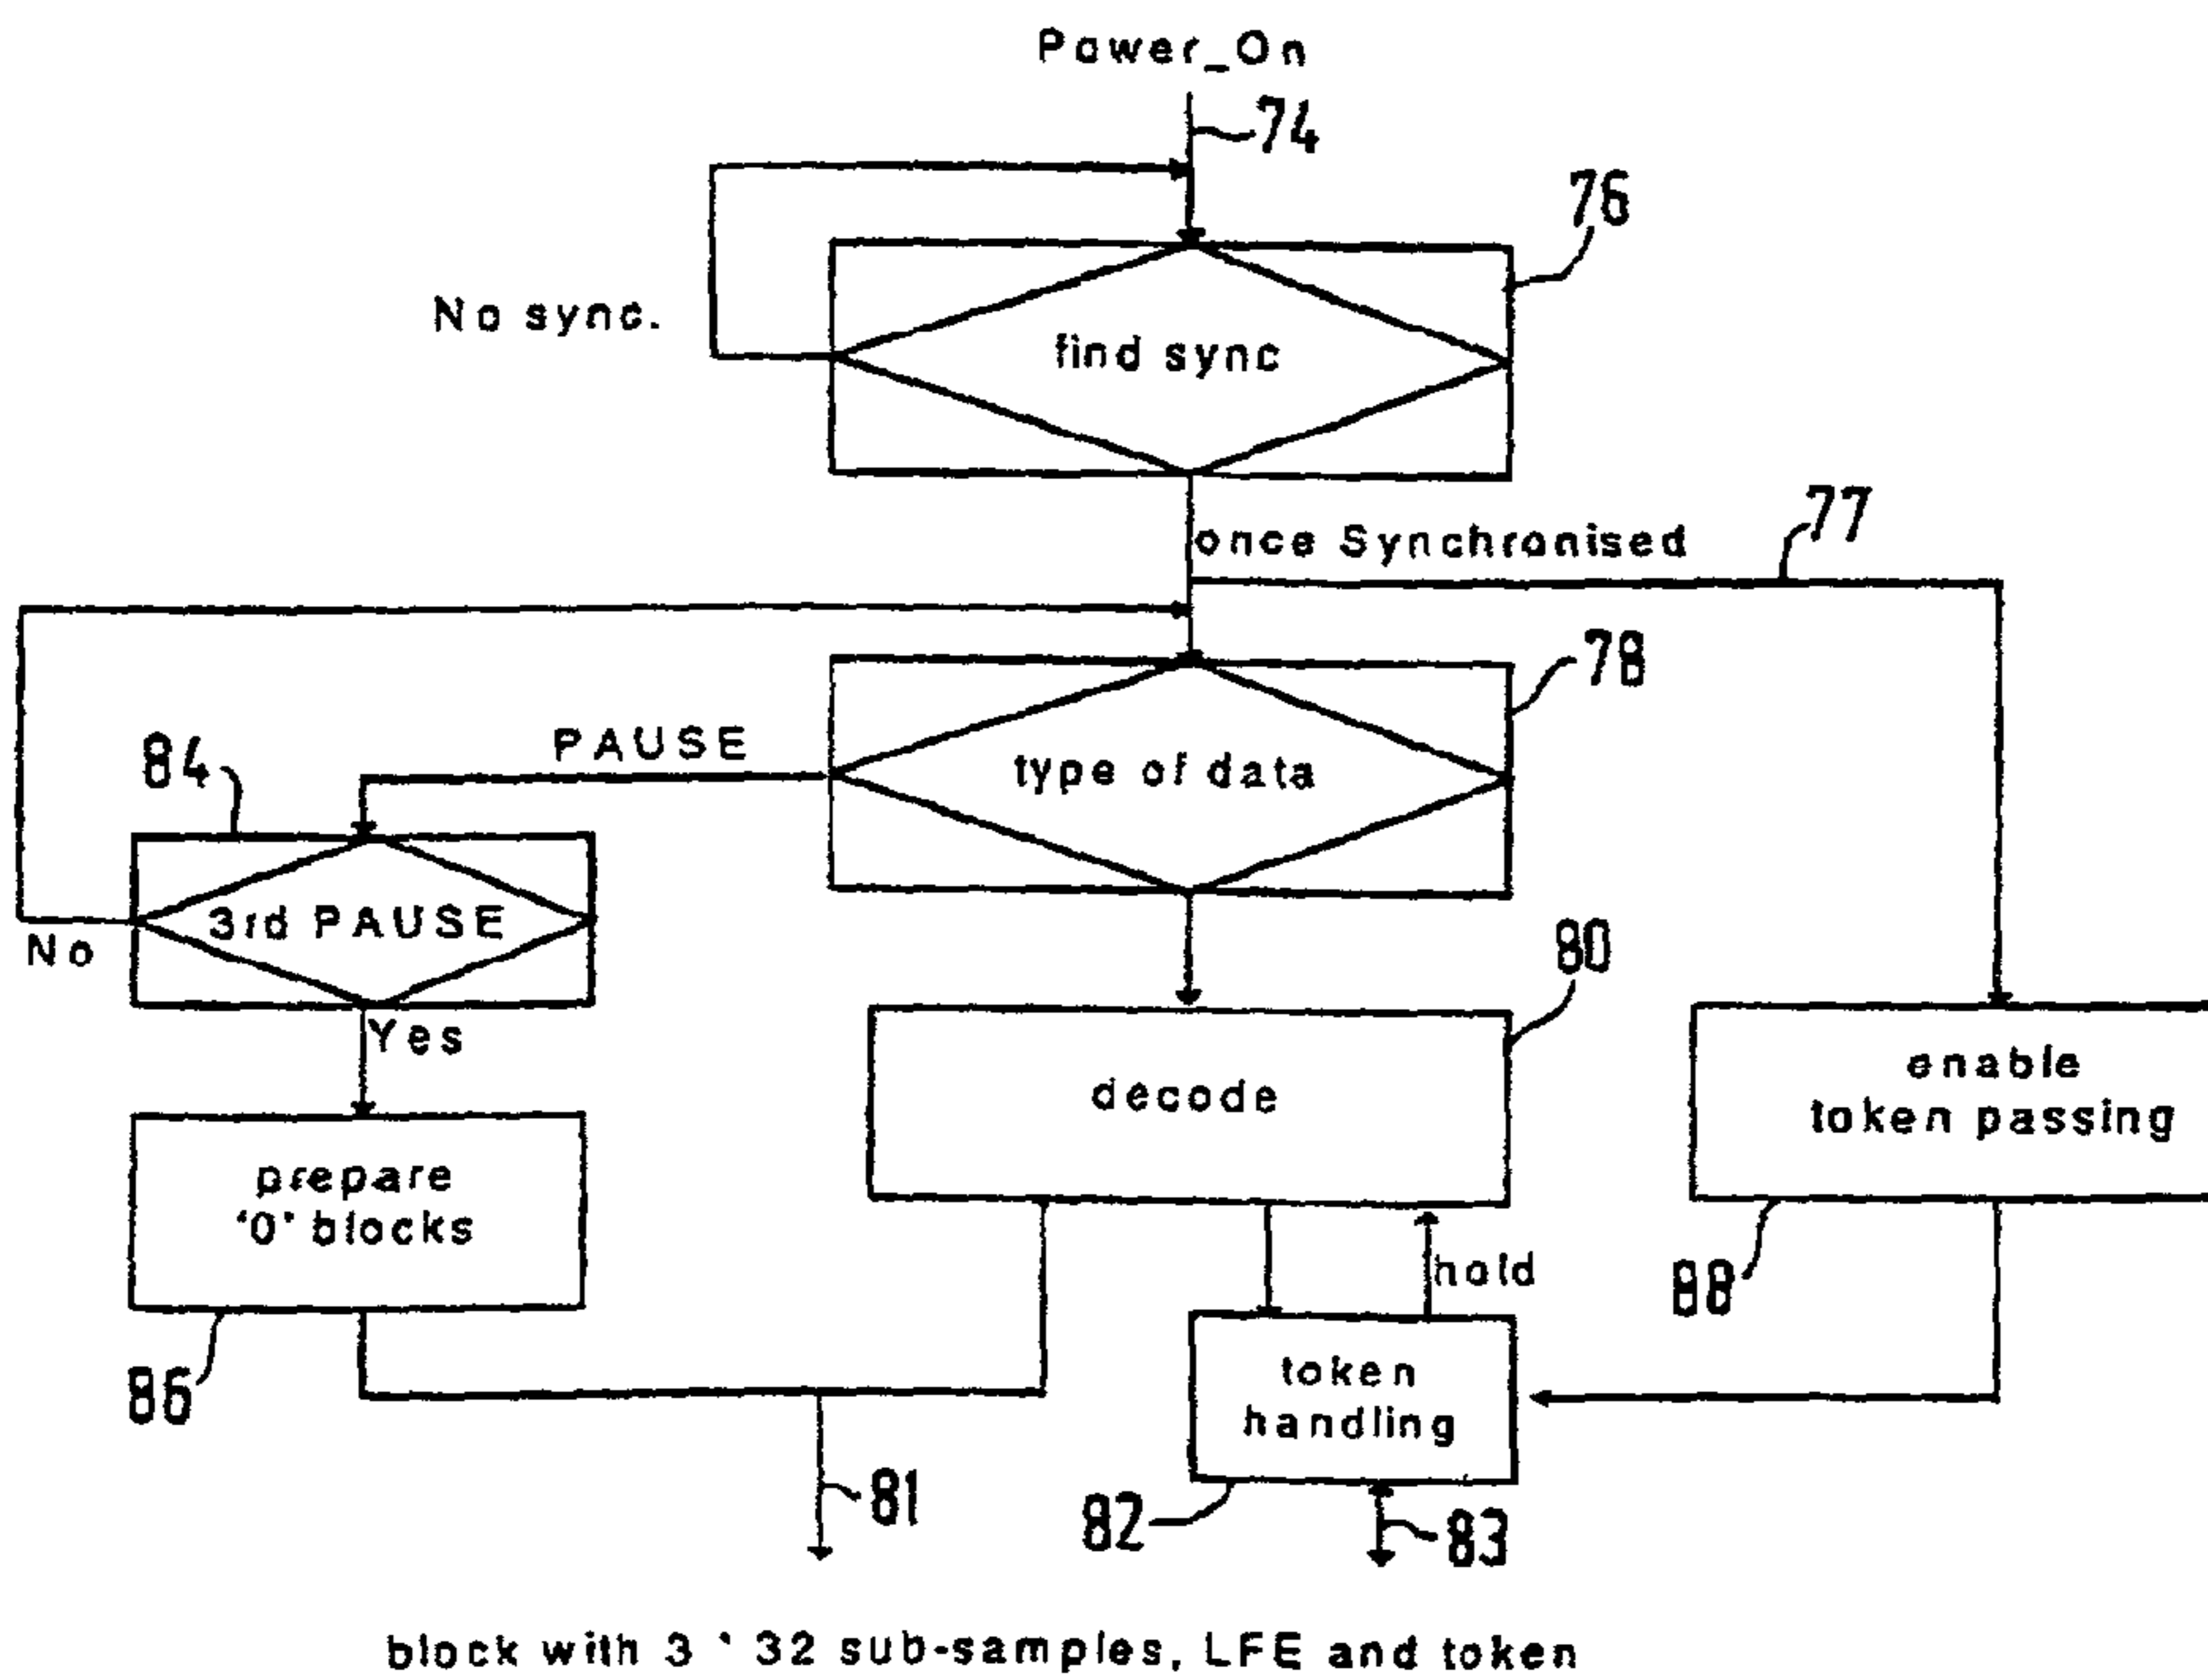 Power_On
74
76
No sync.
find sync
once Synchronised
77
78
PAUSE
type of data
84
3rd PAUSE
No
80
Yes
decode
enable
token passing
prepare
'0' blocks
hold
88
86
token
handling
81
82
83
block with 3 * 32 sub-samples, LFE and token